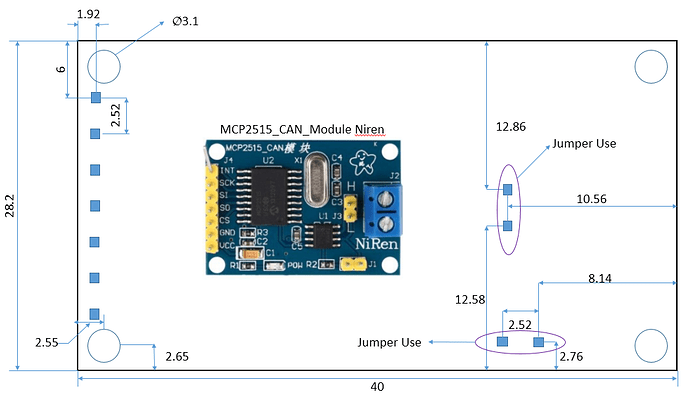 1.92
∅3.1
6
2.52
28.2
MCP2515_CAN_Module Niren
MCP2515_CAN模块
K
J4
U2
X1
C4
J2
INT
SCK
SI
SO
CS
GND
VCC
H
C3
J3
L
U1
R3
C2
C5
C1
R1
POW
R2
J1
NiRen
12.86
Jumper Use
10.56
12.58
8.14
2.52
Jumper Use
2.76
2.55
2.65
40